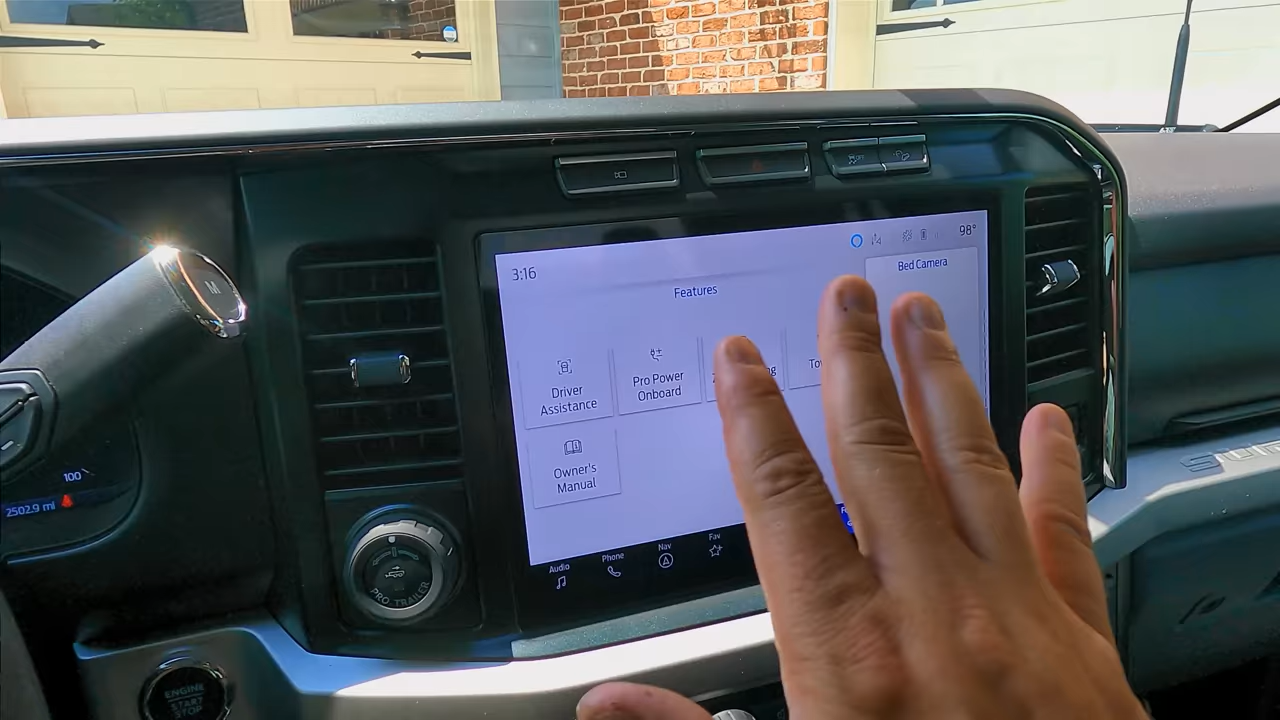 OFF
3:16
98°
Features
Bed Camera
Driver
Assistance
Pro Power
Onboard
Owner's
Manual
Audio
Phone
Nav
Fav
M
100
2502.9 mi
PRO TRAILER
ENGINE
START
STOP